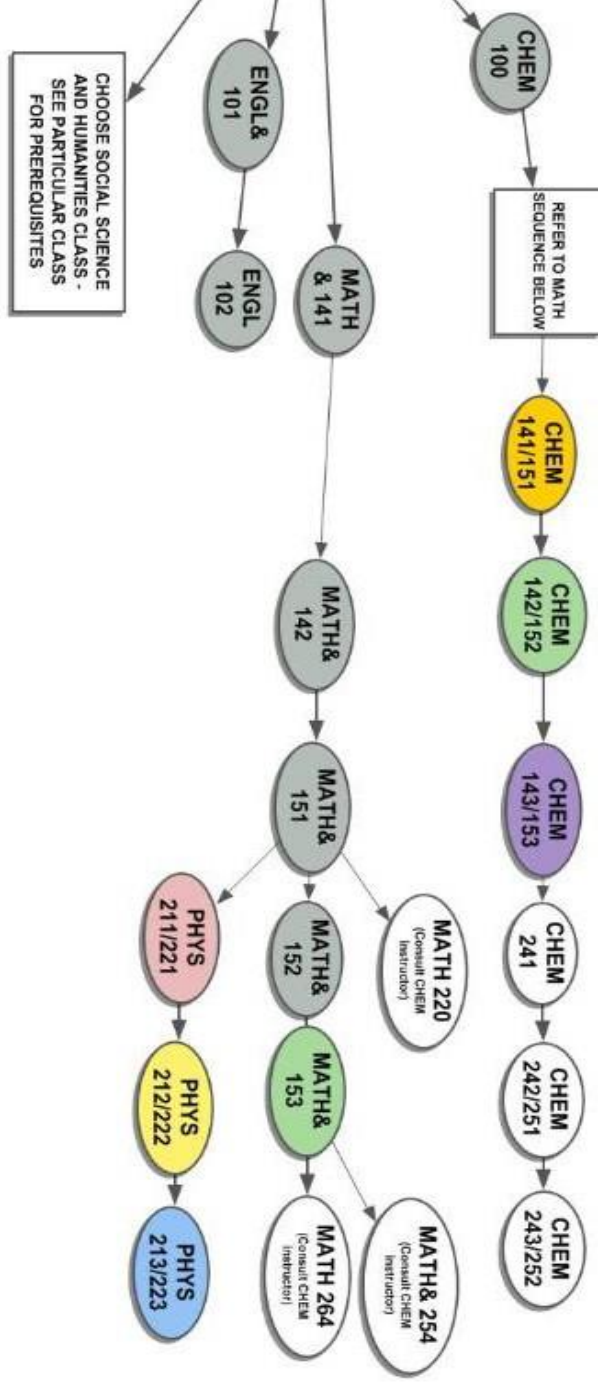 CHEM
100
REFER TO MATH
SEQUENCE BELOW
CHEM
141/151
CHEM
142/152
CHEM
143/153
CHEM
241
CHEM
242/251
CHEM
243/252
MATH
& 141
MATH&
142
MATH&
151
MATH 220
(Consult CHEM
instructor)
MATH&
152
MATH&
153
MATH& 254
(Consult CHEM
instructor)
MATH 264
(Consult CHEM
instructor)
PHYS
211/221
PHYS
212/222
PHYS
213/223
ENGL&
101
ENGL
102
CHOOSE SOCIAL SCIENCE
AND HUMANITIES CLASS -
SEE PARTICULAR CLASS
FOR PREREQUISITES